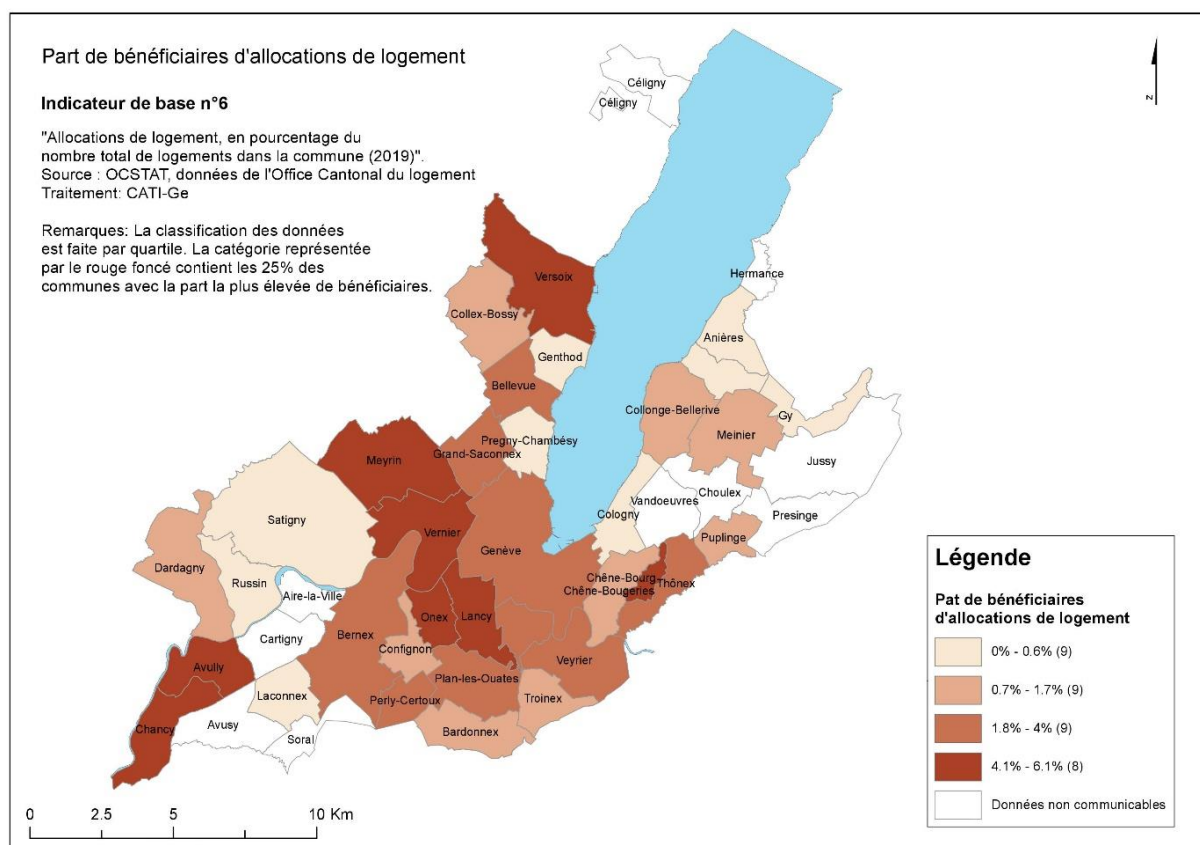 Part de bénéficiaires d'allocations de logement
Indicateur de base n°6
"Allocations de logement, en pourcentage du
nombre total de logements dans la commune (2019)".
Source : OCSTAT, données de l'Office Cantonal du logement
Traitement: CATI-Ge
Remarques: La classification des données
est faite par quartile. La catégorie représentée
par le rouge foncé contient les 25% des
communes avec la part la plus élevée de bénéficiaires.
N
Céligny
Céligny
Hermance
Versoix
Collex-Bossy
Anières
Genthod
Bellevue
Collonge-Bellerive
Gy
Meinier
Pregny-Chambésy
Grand-Saconnex
Meyrin
Jussy
Choulex
Vandoeuvres
Presinge
Cologny
Satigny
Vernier
Genève
Puplinge
Dardagny
Russin
Chêne-Bourg
Thônex
Chêne-Bougeries
Aire-la-Ville
Onex
Lancy
Cartigny
Bernex
Confignon
Veyrier
Avully
Plan-les-Ouates
Laconnex
Perly-Certoux
Troinex
Chancy
Avusy
Bardonnex
Soral
0 2.5 5 10 Km
Légende
Pat de bénéficiaires
d'allocations de logement
0% - 0.6% (9)
0.7% - 1.7% (9)
1.8% - 4% (9)
4.1% - 6.1% (8)
Données non communicables